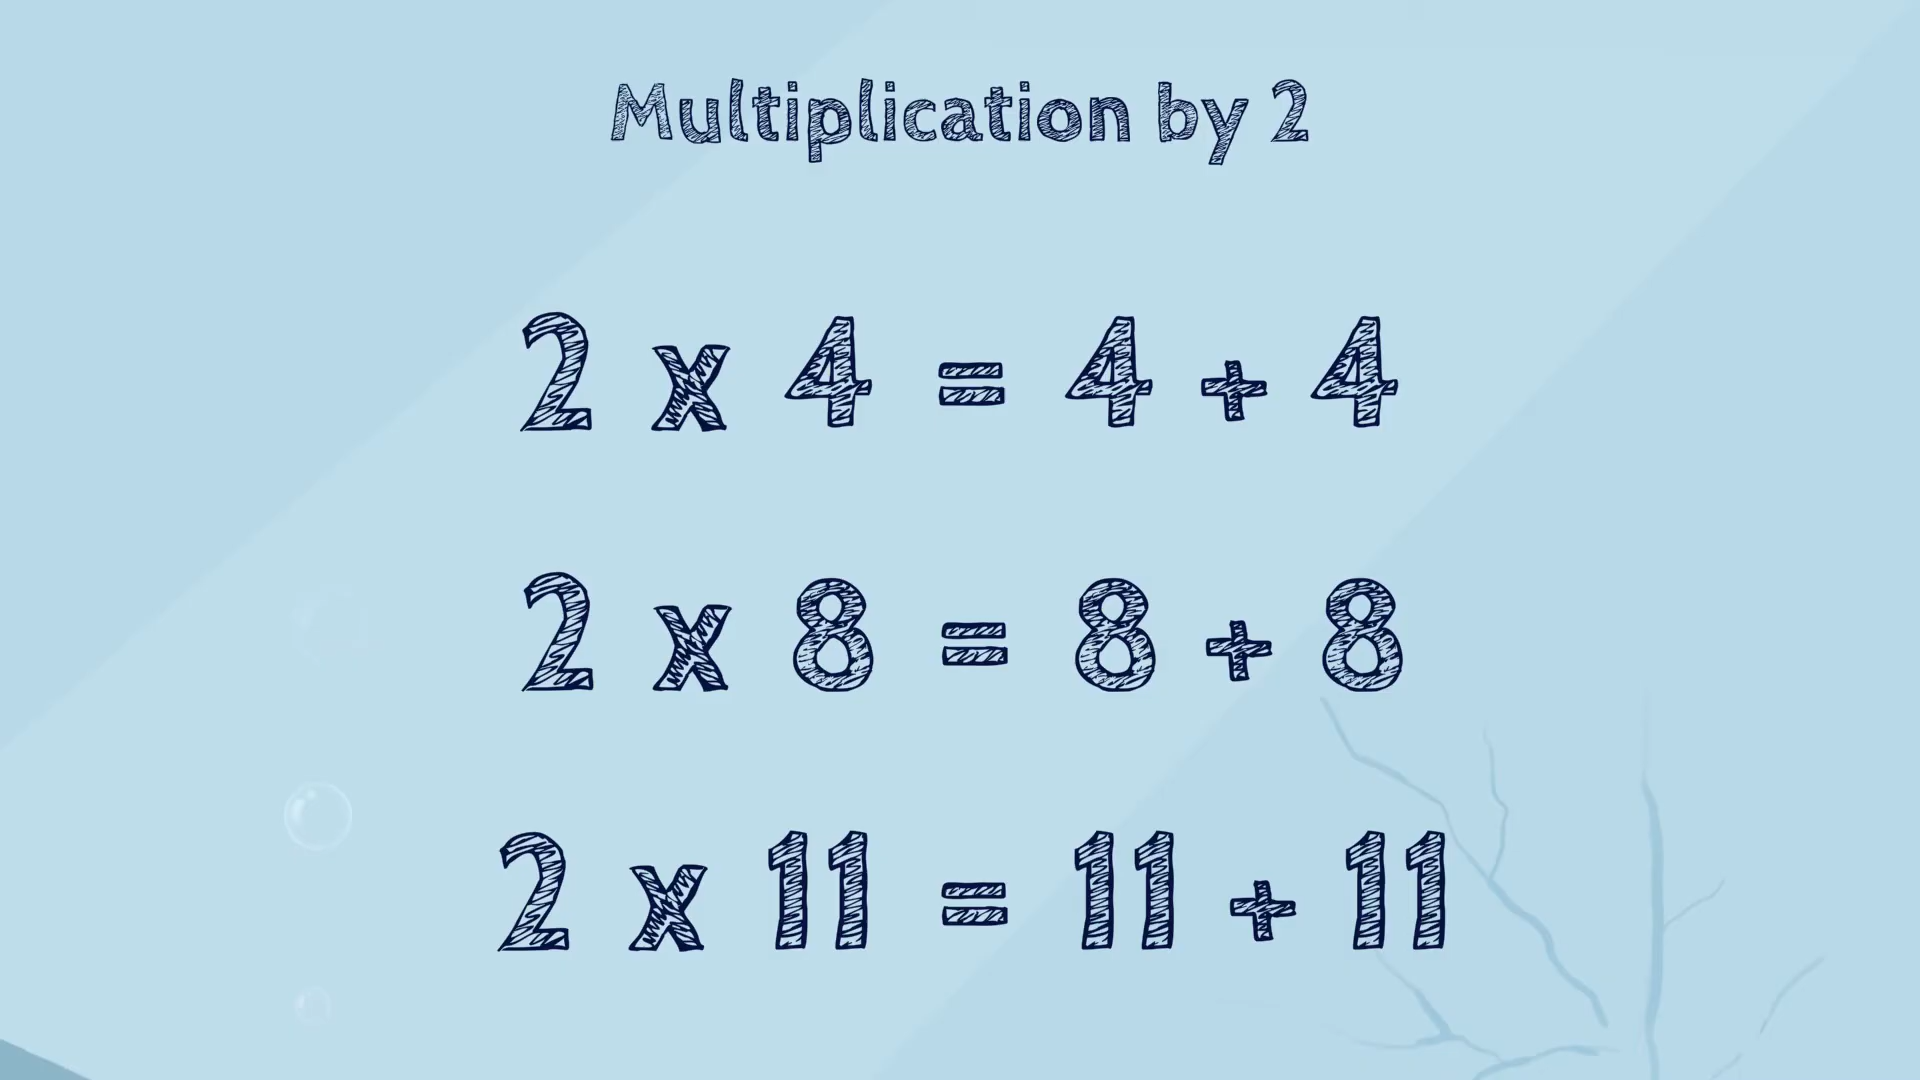 Multiplication by 2
2 x 4 = 4 + 4
2 x 8 = 8 + 8
2 x 11 = 11 + 11